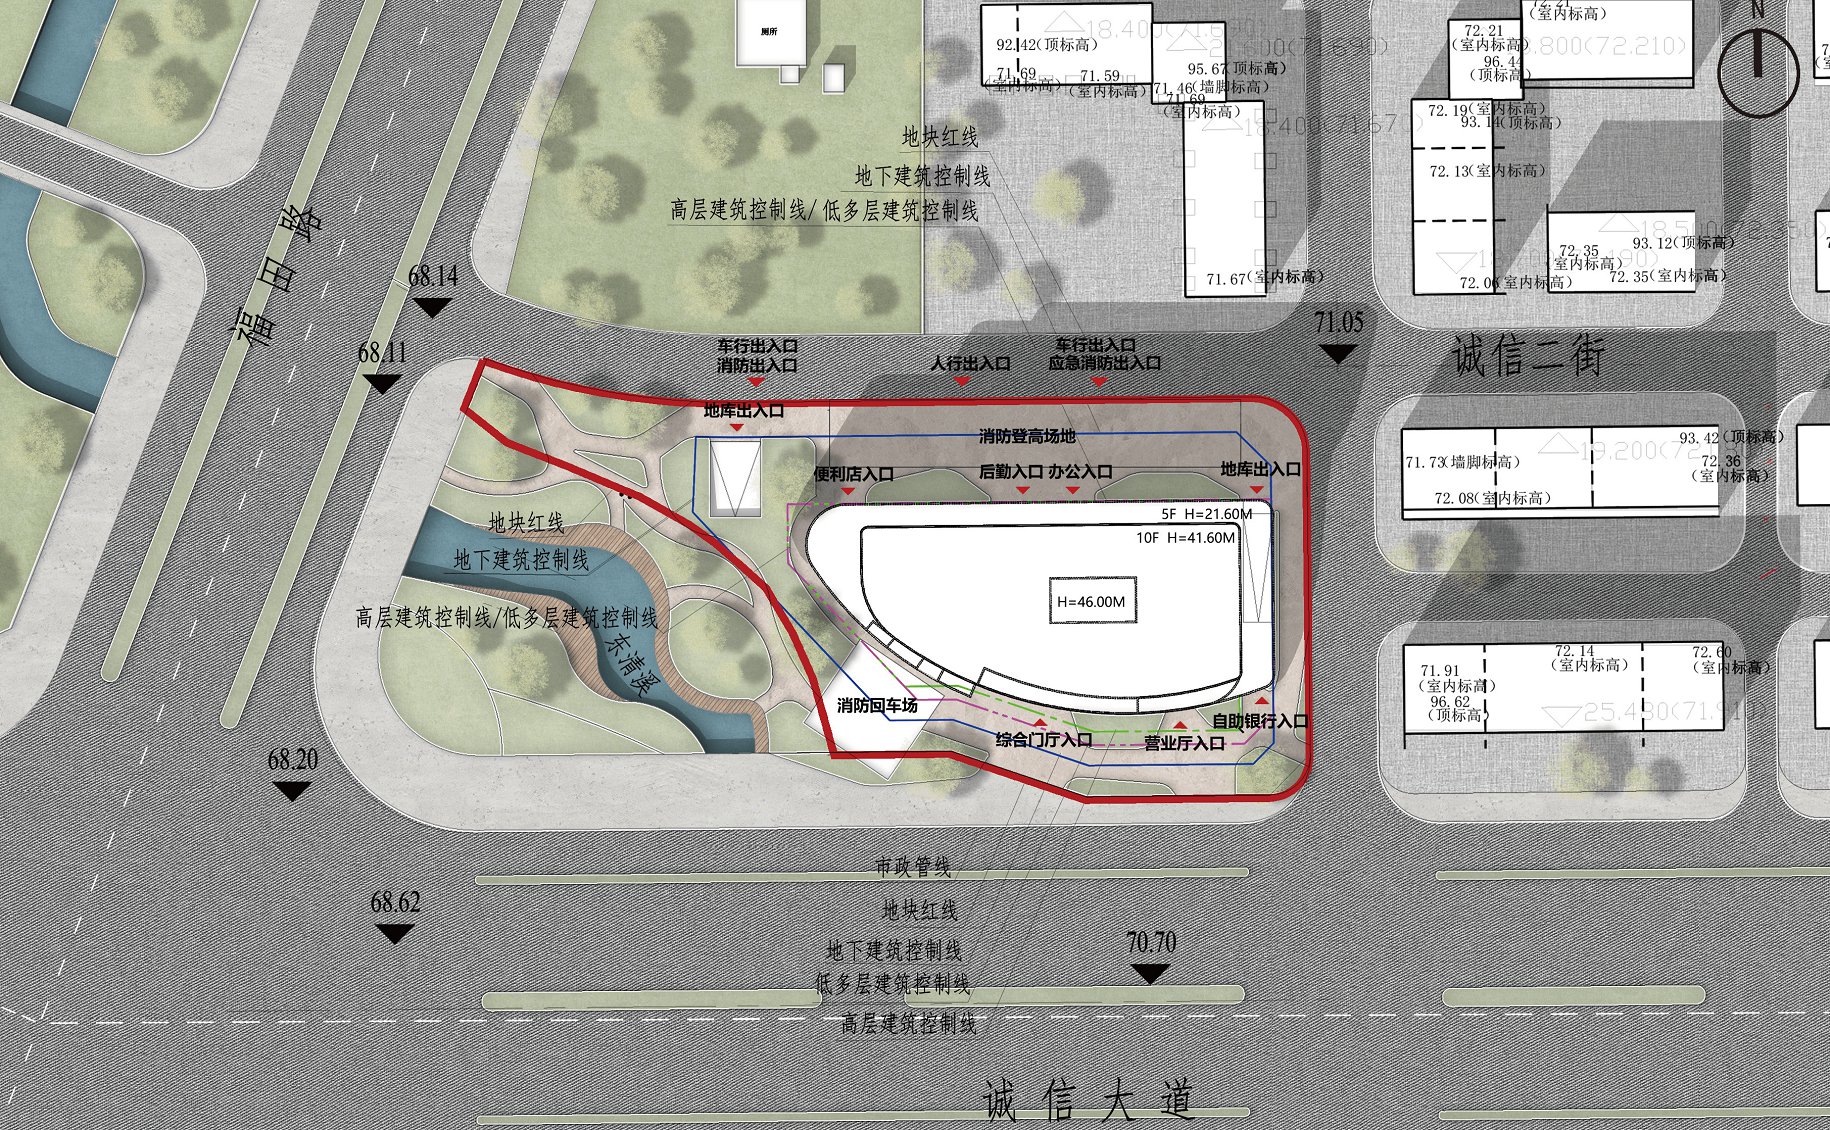 厕所
92.42(顶标高)
71.69
(室内标高)
71.59
(室内标高)
18.400(71.690)
95.67(顶标高)
71.46(墙脚标高)
71.69
(室内标高)
18.400(71.670)
71.67(室内标高)
72.21
(室内标高)
72.21
(室内标高)
96.44
(顶标高)
72.19(室内标高)
93.14(顶标高)
72.13(室内标高)
72.35
(室内标高)
93.12(顶标高)
72.35(室内标高)
72.06(室内标高)
N
地块红线
地下建筑控制线
高层建筑控制线/低多层建筑控制线
福田路
68.14
68.11
71.05
诚信二街
车行出入口
消防出入口
人行出入口
车行出入口
应急消防出入口
地库出入口
消防登高场地
便利店入口
后勤入口
办公入口
地库出入口
5F H=21.60M
10F H=41.60M
H=46.00M
93.42(顶标高)
71.73(墙脚标高)
72.36
(室内标高)
72.08(室内标高)
地块红线
地下建筑控制线
高层建筑控制线/低多层建筑控制线
东清溪
消防回车场
综合门厅入口
营业厅入口
自助银行入口
71.91
(室内标高)
96.62
(顶标高)
72.14
(室内标高)
72.60
(室内标高)
25.480(71.910)
68.20
市政管线
68.62
地块红线
70.70
地下建筑控制线
低多层建筑控制线
高层建筑控制线
诚信大道